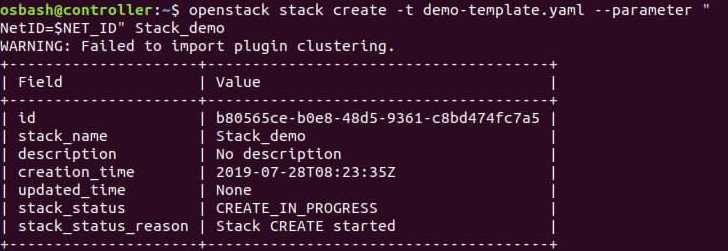 osbash@controller:~$ openstack stack create -t demo-template.yaml --parameter "
NetID=$NET_ID" Stack_demo
WARNING: Failed to import plugin clustering.
+---------------------+--------------------------------------+
| Field               | Value                                |
+---------------------+--------------------------------------+
| id                  | b80565ce-b0e8-48d5-9361-c8bd474fc7a5 |
| stack_name          | Stack_demo                           |
| description         | No description                       |
| creation_time       | 2019-07-28T08:23:35Z                 |
| updated_time        | None                                 |
| stack_status        | CREATE_IN_PROGRESS                   |
| stack_status_reason | Stack CREATE started                 |
+---------------------+--------------------------------------+